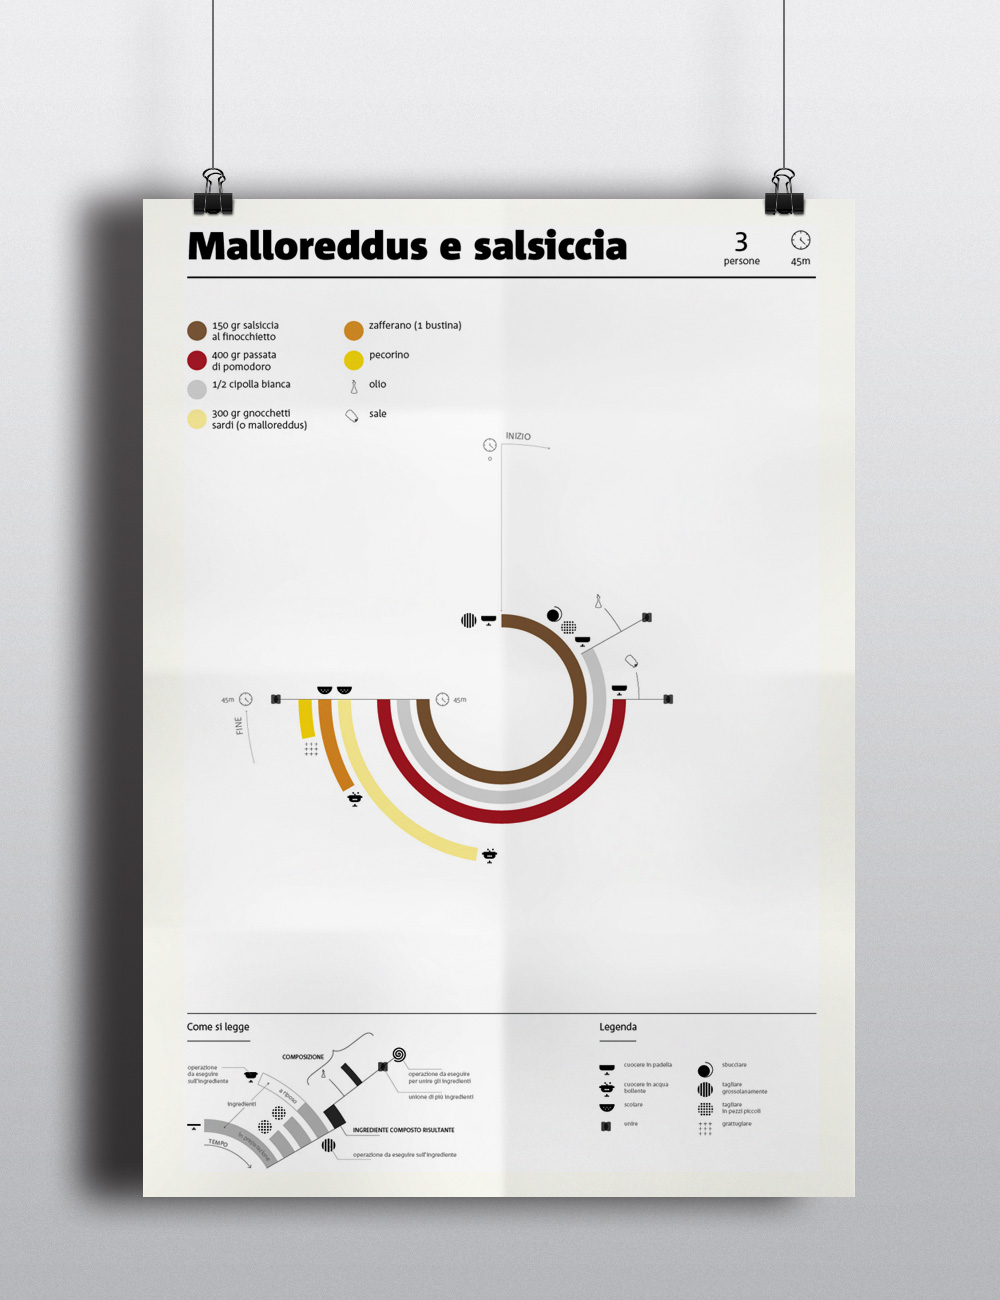 Malloreddus e salsiccia
3
persone
45m
150 gr salsiccia
al finocchietto
400 gr passata
di pomodoro
1/2 cipolla bianca
300 gr gnocchetti
sardi (o malloreddus)
zafferano (1 bustina)
pecorino
olio
sale
INIZIO
0
45m
45m
FINE
Come si legge
operazione
da eseguire
sull'ingrediente
ingredienti
COMPOSIZIONE
a riposo
in preparazione
TEMPO
operazione da eseguire
per unire gli ingredienti
unione di più ingredienti
INGREDIENTE COMPOSTO RISULTANTE
operazione da eseguire sull'ingrediente
Legenda
cuocere in padella
cuocere in acqua
bollente
scolare
unire
sbucciare
tagliare
grossolanamente
tagliare
in pezzi piccoli
grattugiare